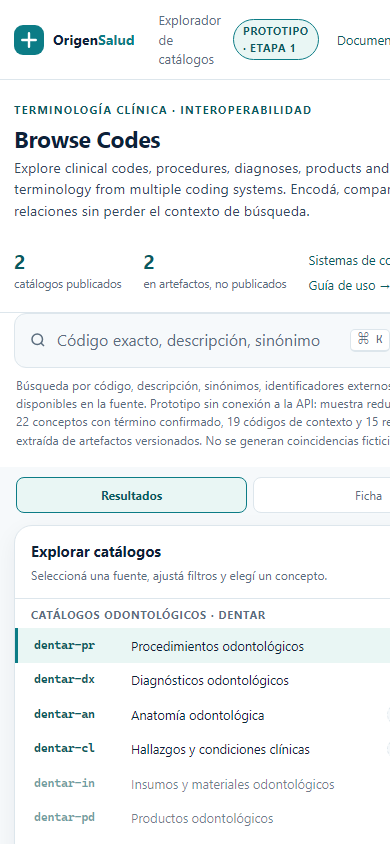 OrigenSalud
Explorador
de
catálogos
PROTOTIPO
· ETAPA 1
Documen
TERMINOLOGÍA CLÍNICA · INTEROPERABILIDAD
Browse Codes
Explore clinical codes, procedures, diagnoses, products and
terminology from multiple coding systems. Encodá, compar
relaciones sin perder el contexto de búsqueda.
2
catálogos publicados
2
en artefactos, no publicados
Sistemas de co
Guía de uso →
Código exacto, descripción, sinónimo
⌘ K
Búsqueda por código, descripción, sinónimos, identificadores externos
disponibles en la fuente. Prototipo sin conexión a la API: muestra redu
22 conceptos con término confirmado, 19 códigos de contexto y 15 re
extraída de artefactos versionados. No se generan coincidencias fictici
Resultados
Ficha
Explorar catálogos
Seleccioná una fuente, ajustá filtros y elegí un concepto.
CATÁLOGOS ODONTOLÓGICOS · DENTAR
dentar-pr Procedimientos odontológicos
dentar-dx Diagnósticos odontológicos
dentar-an Anatomía odontológica
dentar-cl Hallazgos y condiciones clínicas
dentar-in Insumos y materiales odontológicos
dentar-pd Productos odontológicos